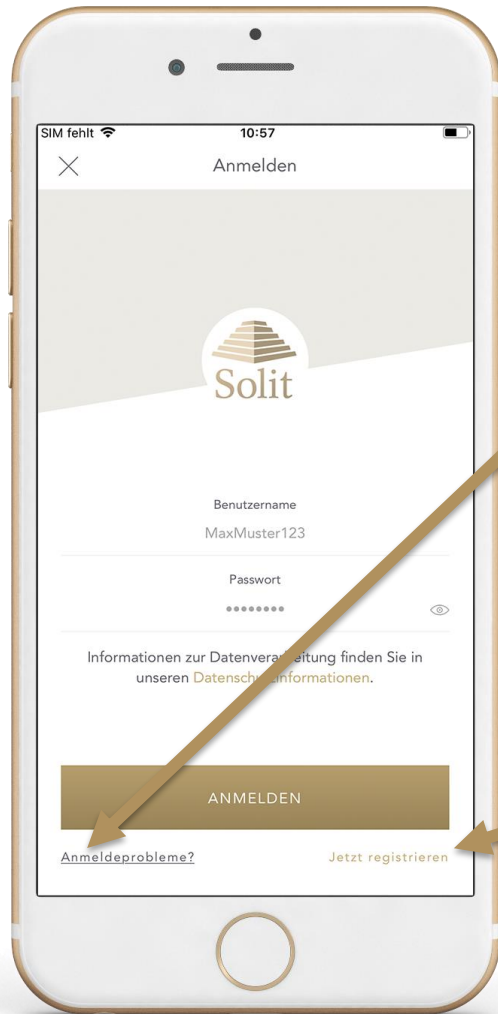 SIM fehlt 10:57
Anmelden
Solit
Benutzername
MaxMuster123
Passwort
••••••••
Informationen zur Datenverarbeitung finden Sie in
unseren Datenschutzinformationen.
ANMELDEN
Anmeldeprobleme? Jetzt registrieren